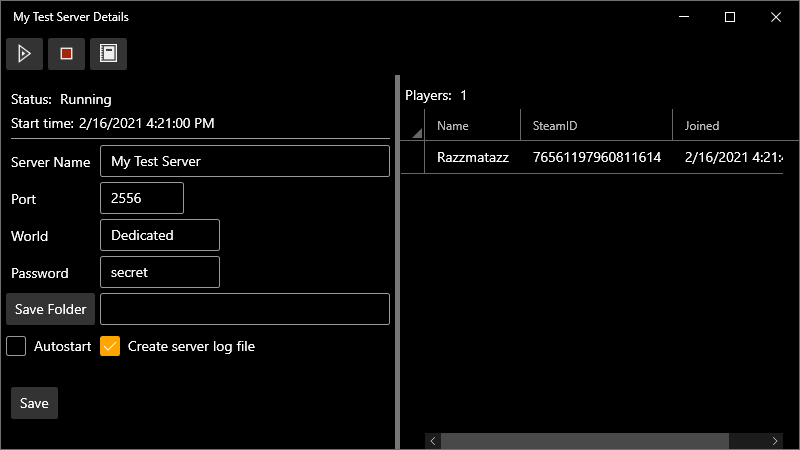 My Test Server Details
Status: Running
Start time: 2/16/2021 4:21:00 PM
Server Name My Test Server
Port 2556
World Dedicated
Password secret
Save Folder
Autostart Create server log file
Save
Players: 1
Name SteamID Joined
Razzmatazz 76561197960811614 2/16/2021 4:21: